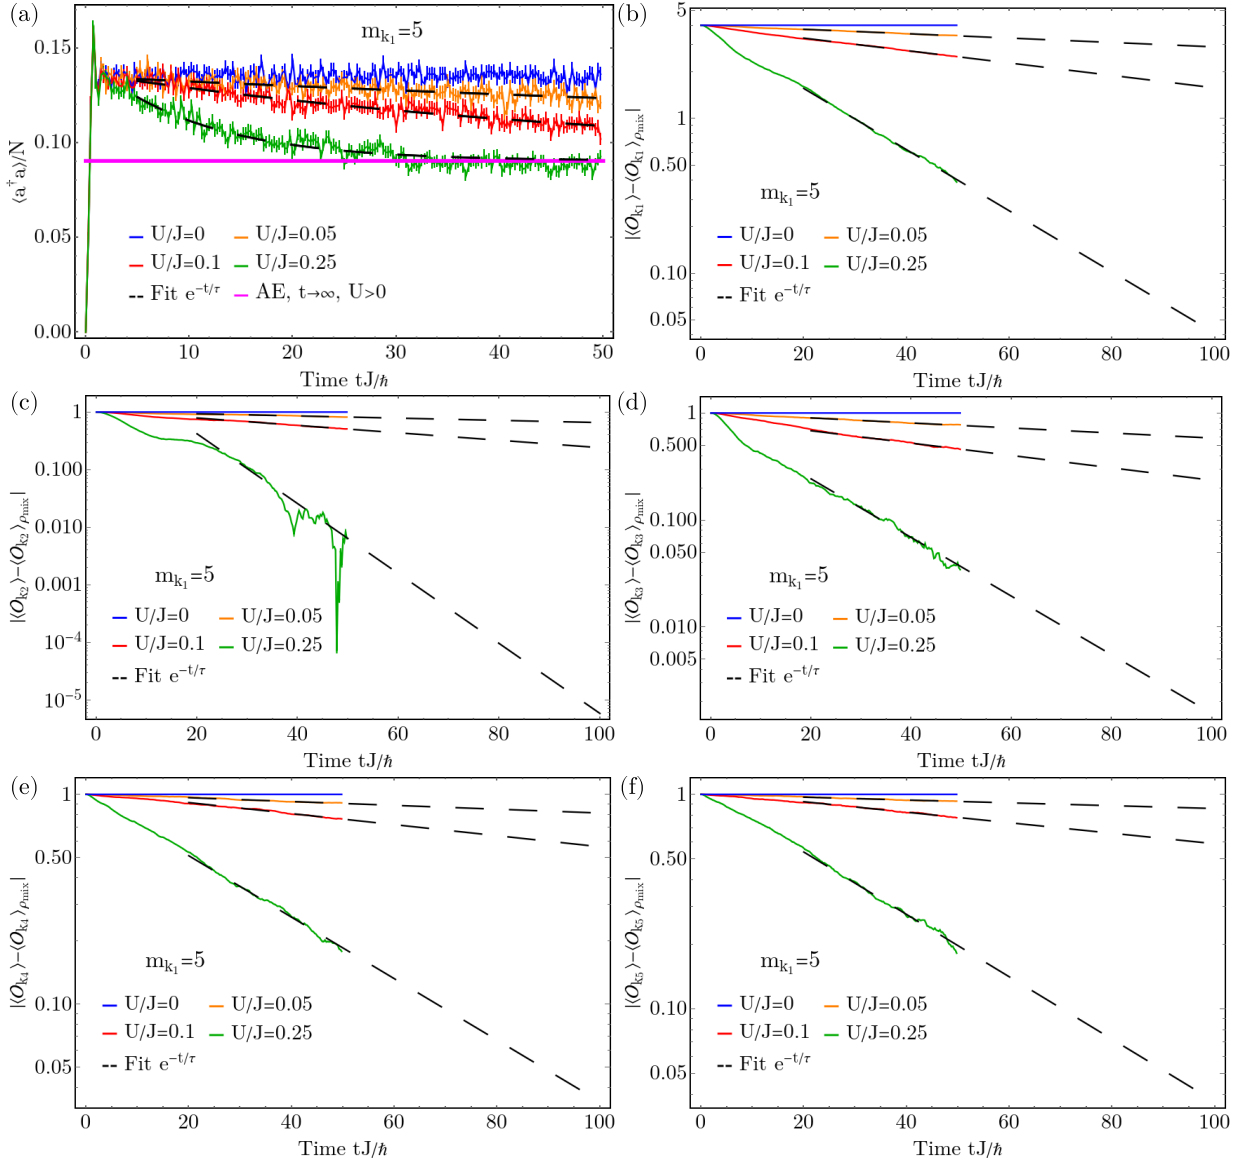 (a)
m_{k_1}=5
⟨a†a⟩/N
0.15
0.10
0.05
0.00
U/J=0 U/J=0.05
U/J=0.1 U/J=0.25
Fit e^{-t/τ} AE, t→∞, U>0
0 10 20 30 40 50
Time tJ/ℏ
(b)
|⟨O_{k1}⟩−⟨O_{k1}⟩_{ρ_mix}|
5
1
0.50
0.10
0.05
m_{k_1}=5
U/J=0 U/J=0.05
U/J=0.1 U/J=0.25
Fit e^{-t/τ}
0 20 40 60 80 100
Time tJ/ℏ
(c)
|⟨O_{k2}⟩−⟨O_{k2}⟩_{ρ_mix}|
1
0.100
0.010
0.001
10^{-4}
10^{-5}
m_{k_1}=5
U/J=0 U/J=0.05
U/J=0.1 U/J=0.25
Fit e^{-t/τ}
0 20 40 60 80 100
Time tJ/ℏ
(d)
|⟨O_{k3}⟩−⟨O_{k3}⟩_{ρ_mix}|
1
0.500
0.100
0.050
0.010
0.005
m_{k_1}=5
U/J=0 U/J=0.05
U/J=0.1 U/J=0.25
Fit e^{-t/τ}
0 20 40 60 80 100
Time tJ/ℏ
(e)
|⟨O_{k4}⟩−⟨O_{k4}⟩_{ρ_mix}|
1
0.50
0.10
0.05
m_{k_1}=5
U/J=0 U/J=0.05
U/J=0.1 U/J=0.25
Fit e^{-t/τ}
0 20 40 60 80 100
Time tJ/ℏ
(f)
|⟨O_{k5}⟩−⟨O_{k5}⟩_{ρ_mix}|
1
0.50
0.10
0.05
m_{k_1}=5
U/J=0 U/J=0.05
U/J=0.1 U/J=0.25
Fit e^{-t/τ}
0 20 40 60 80 100
Time tJ/ℏ